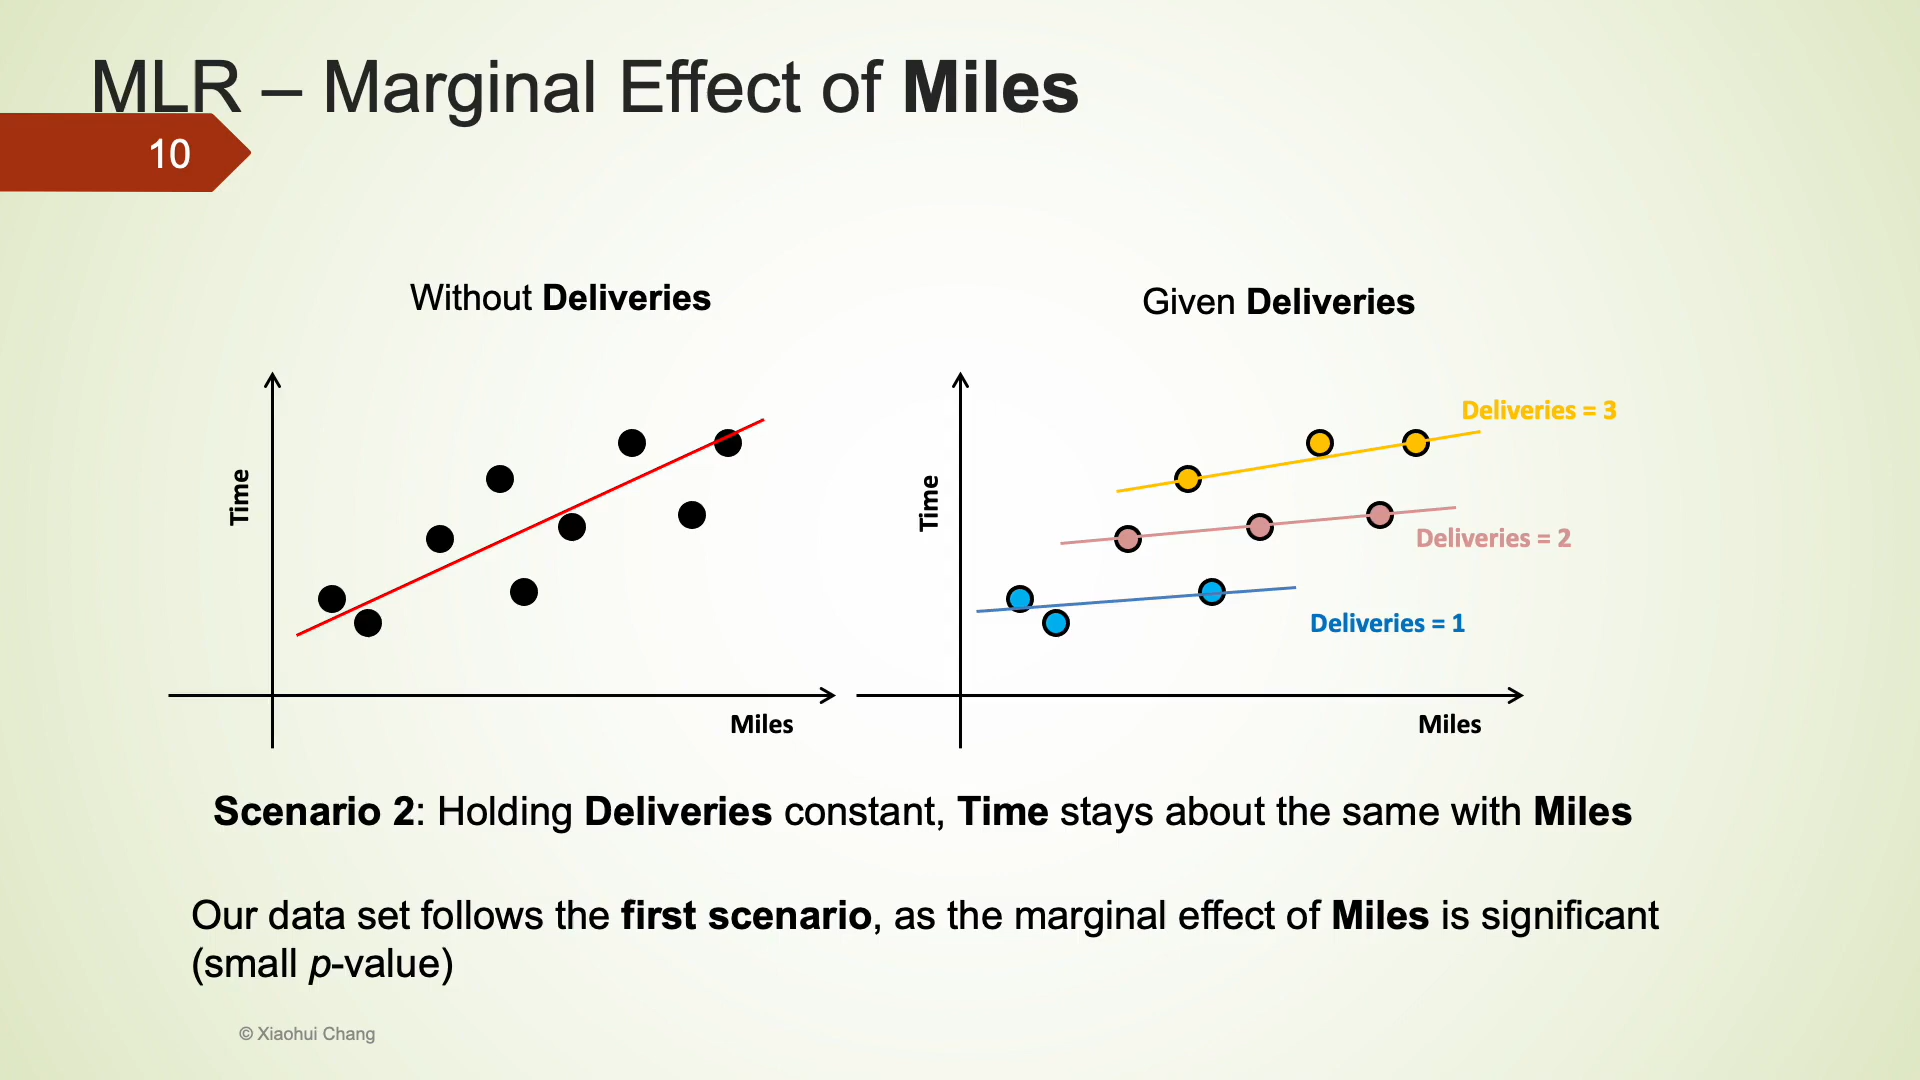 MLR – Marginal Effect of Miles
10
Without Deliveries
Given Deliveries
Time
Miles
Time
Deliveries = 3
Deliveries = 2
Deliveries = 1
Miles
Scenario 2: Holding Deliveries constant, Time stays about the same with Miles
Our data set follows the first scenario, as the marginal effect of Miles is significant
(small p-value)
© Xiaohui Chang